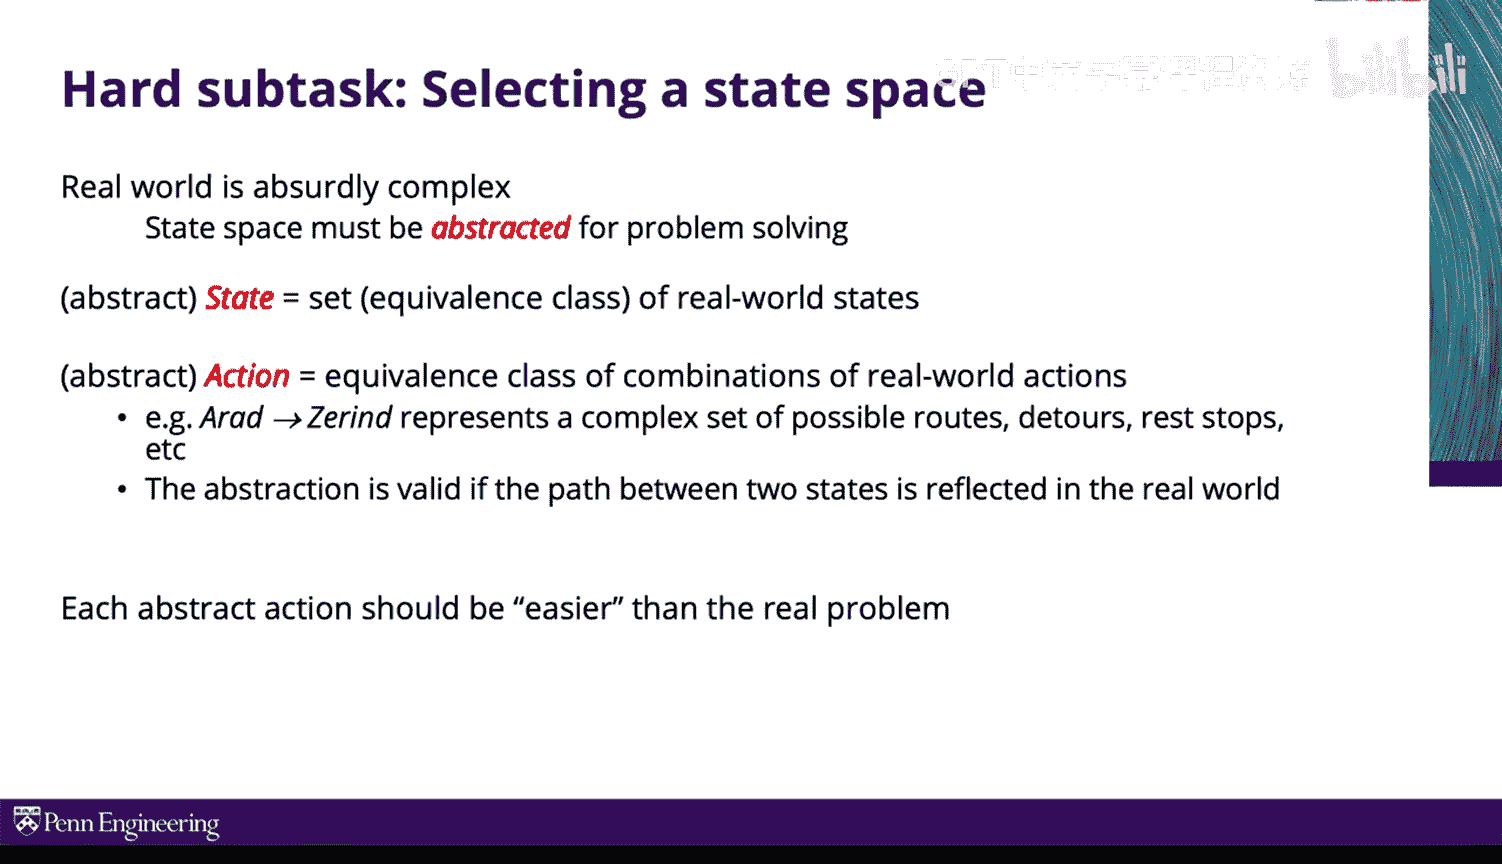 Hard subtask: Selecting a state space
bilibili
Real world is absurdly complex
State space must be abstracted for problem solving
(abstract) State = set (equivalence class) of real-world states
(abstract) Action = equivalence class of combinations of real-world actions
• e.g. Arad → Zerind represents a complex set of possible routes, detours, rest stops,
etc
• The abstraction is valid if the path between two states is reflected in the real world
Each abstract action should be “easier” than the real problem
Penn Engineering